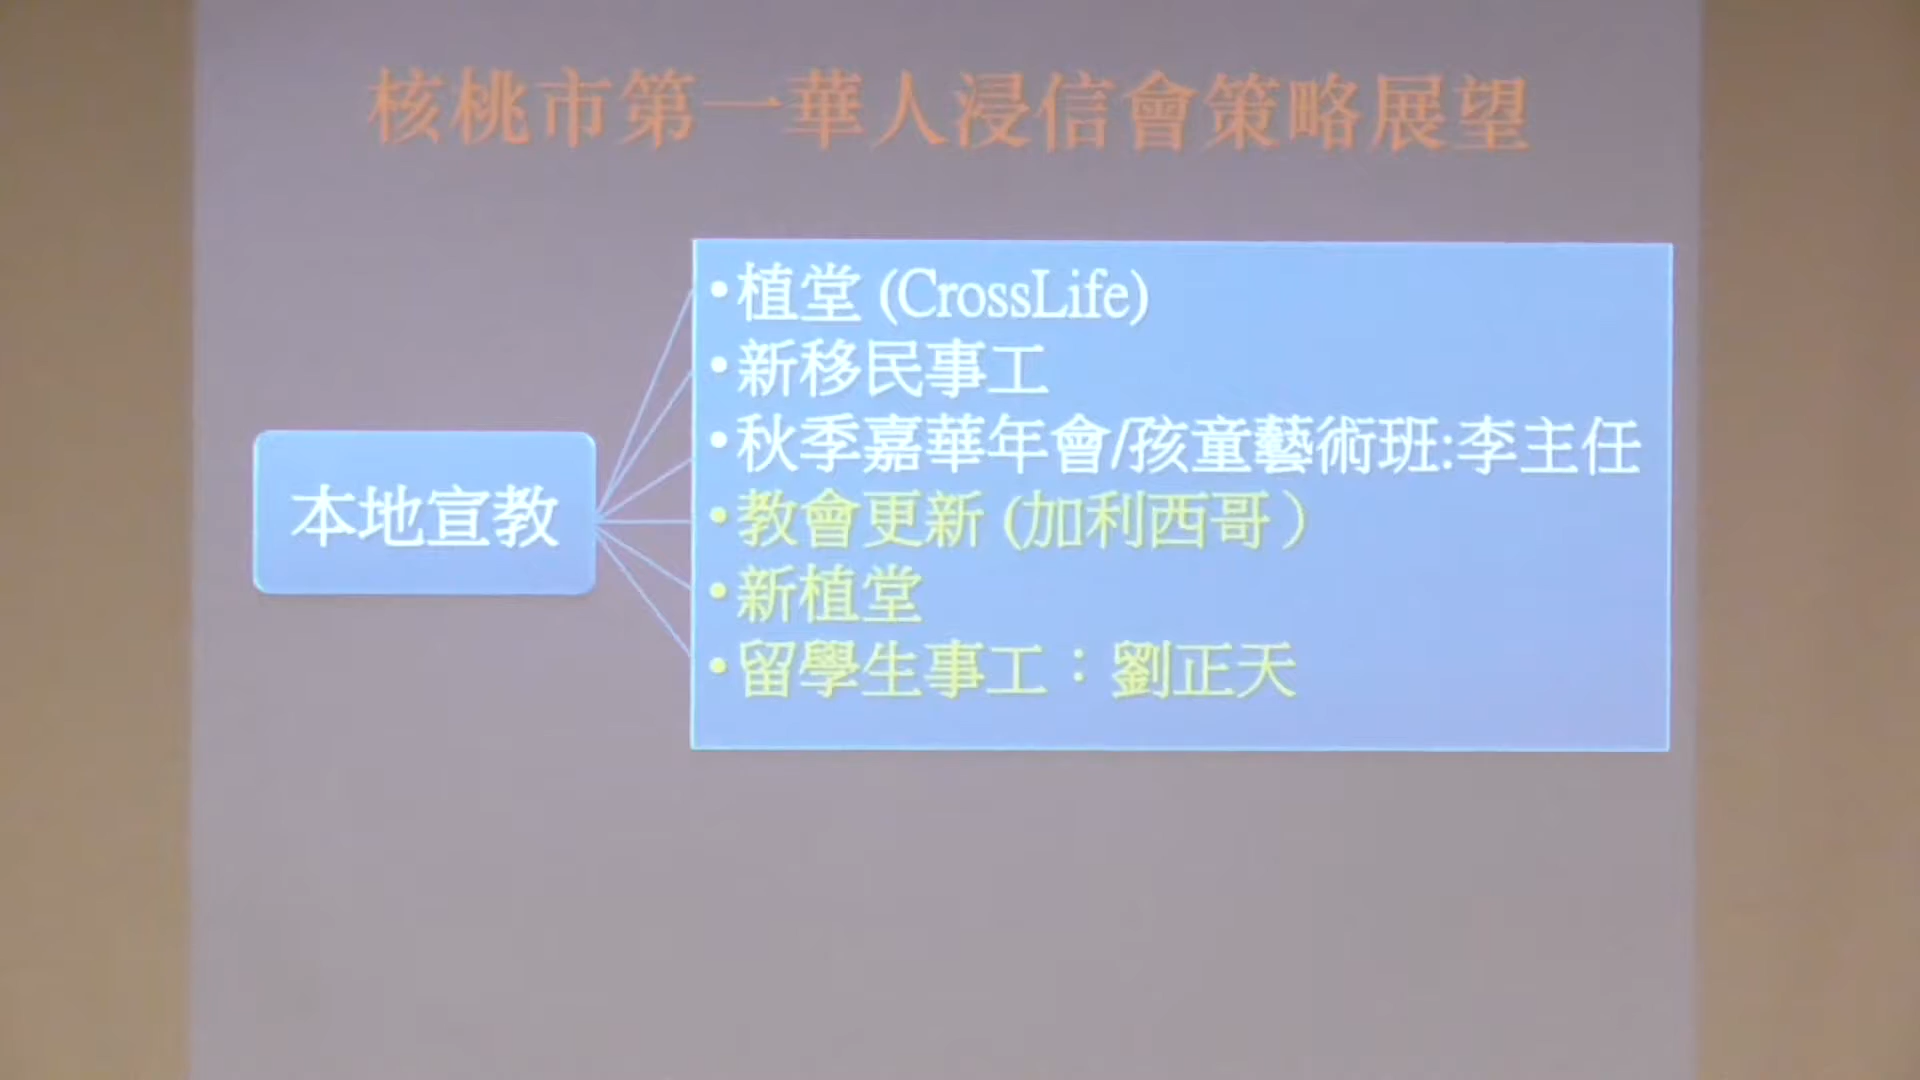 核桃市第一華人浸信會策略展望
本地宣教
•植堂 (CrossLife)
•新移民事工
•秋季嘉華年會/孩童藝術班:李主任
•教會更新 (加利西哥）
•新植堂
•留學生事工：劉正天